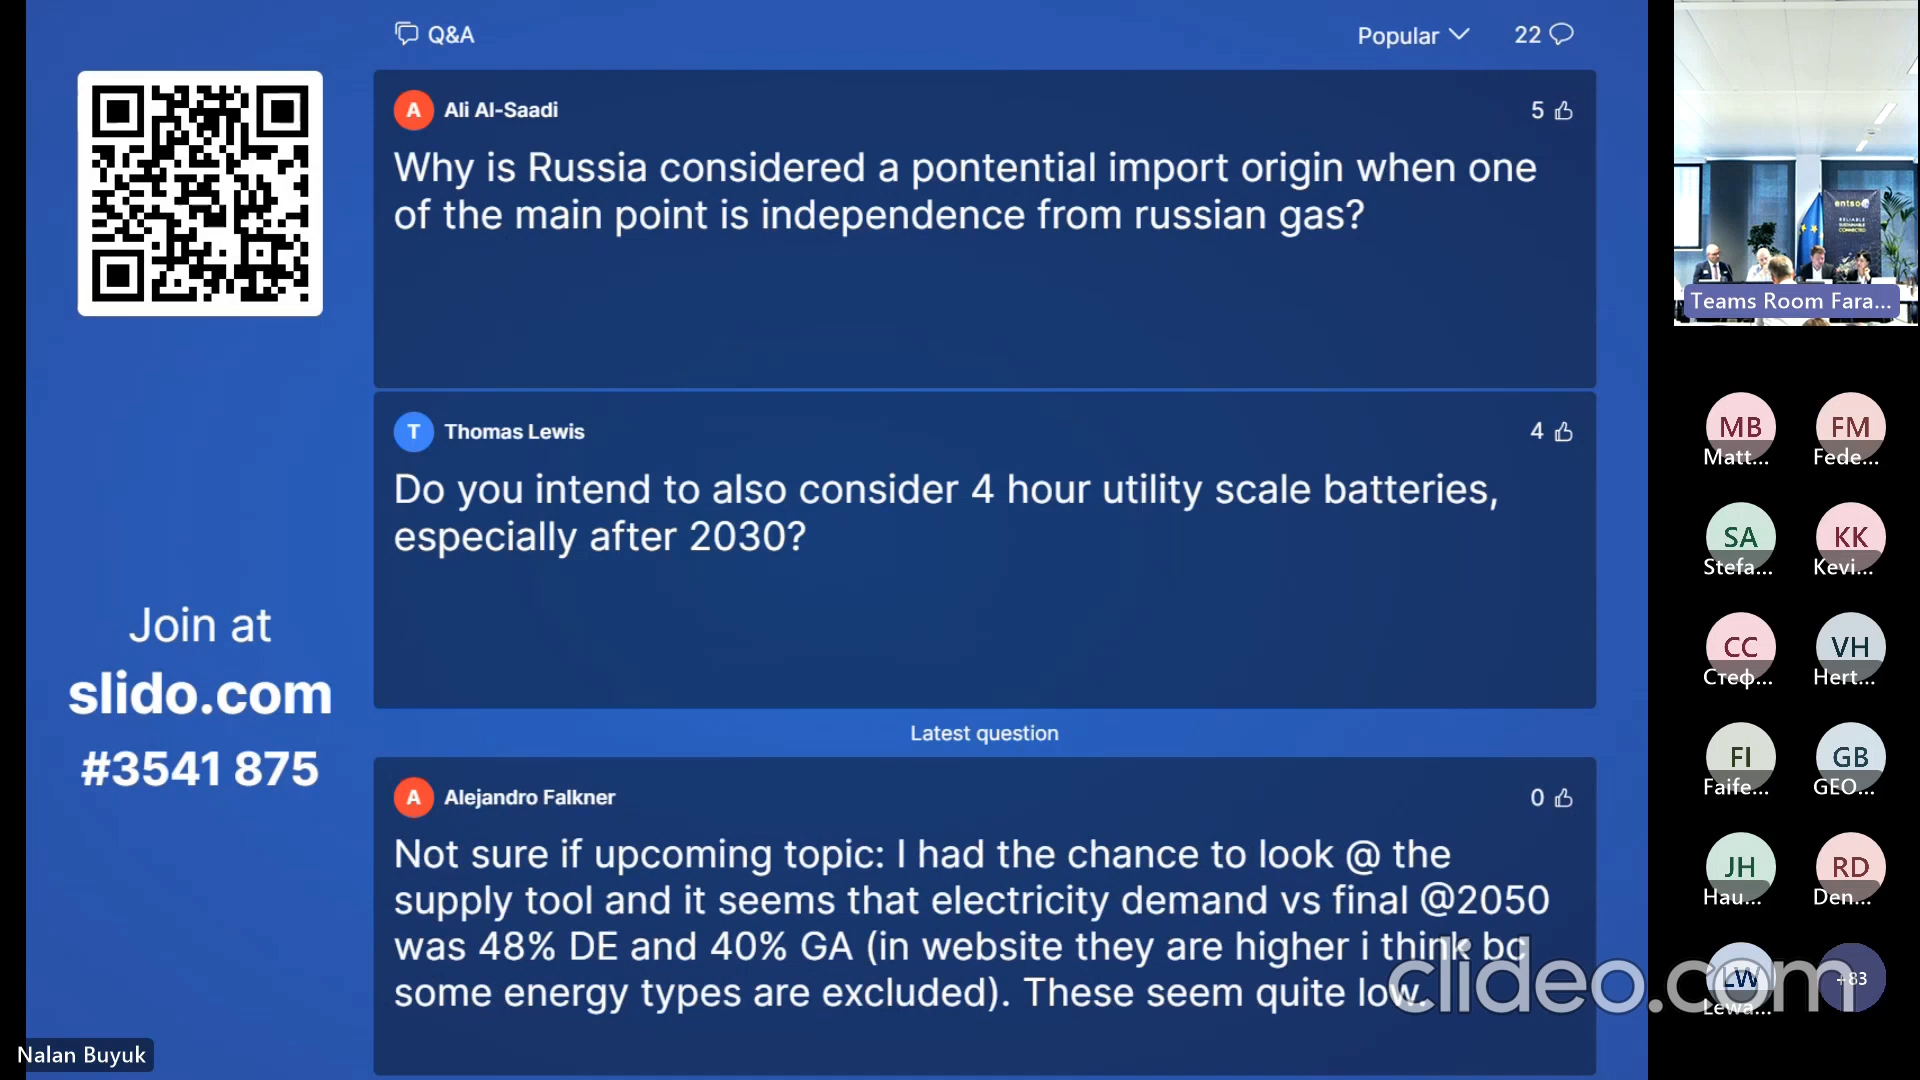 Q&A
Popular
22
A
Ali Al-Saadi
5
Why is Russia considered a pontential import origin when one
of the main point is independence from russian gas?
T
Thomas Lewis
4
Do you intend to also consider 4 hour utility scale batteries,
especially after 2030?
Latest question
A
Alejandro Falkner
0
Not sure if upcoming topic: I had the chance to look @ the
supply tool and it seems that electricity demand vs final @2050
was 48% DE and 40% GA (in website they are higher i think bc
some energy types are excluded). These seem quite low.
Join at
slido.com
#3541 875
Nalan Buyuk
entso
RELIABLE
SUSTAINABLE
CONNECTED
Teams Room Fara...
MB
Matt...
FM
Fede...
SA
Stefa...
KK
Kevi...
CC
Стеф...
VH
Hert...
FI
Faife...
GB
GEO...
JH
Hau...
RD
Den...
LW
Lewa...
+83
clideo.com